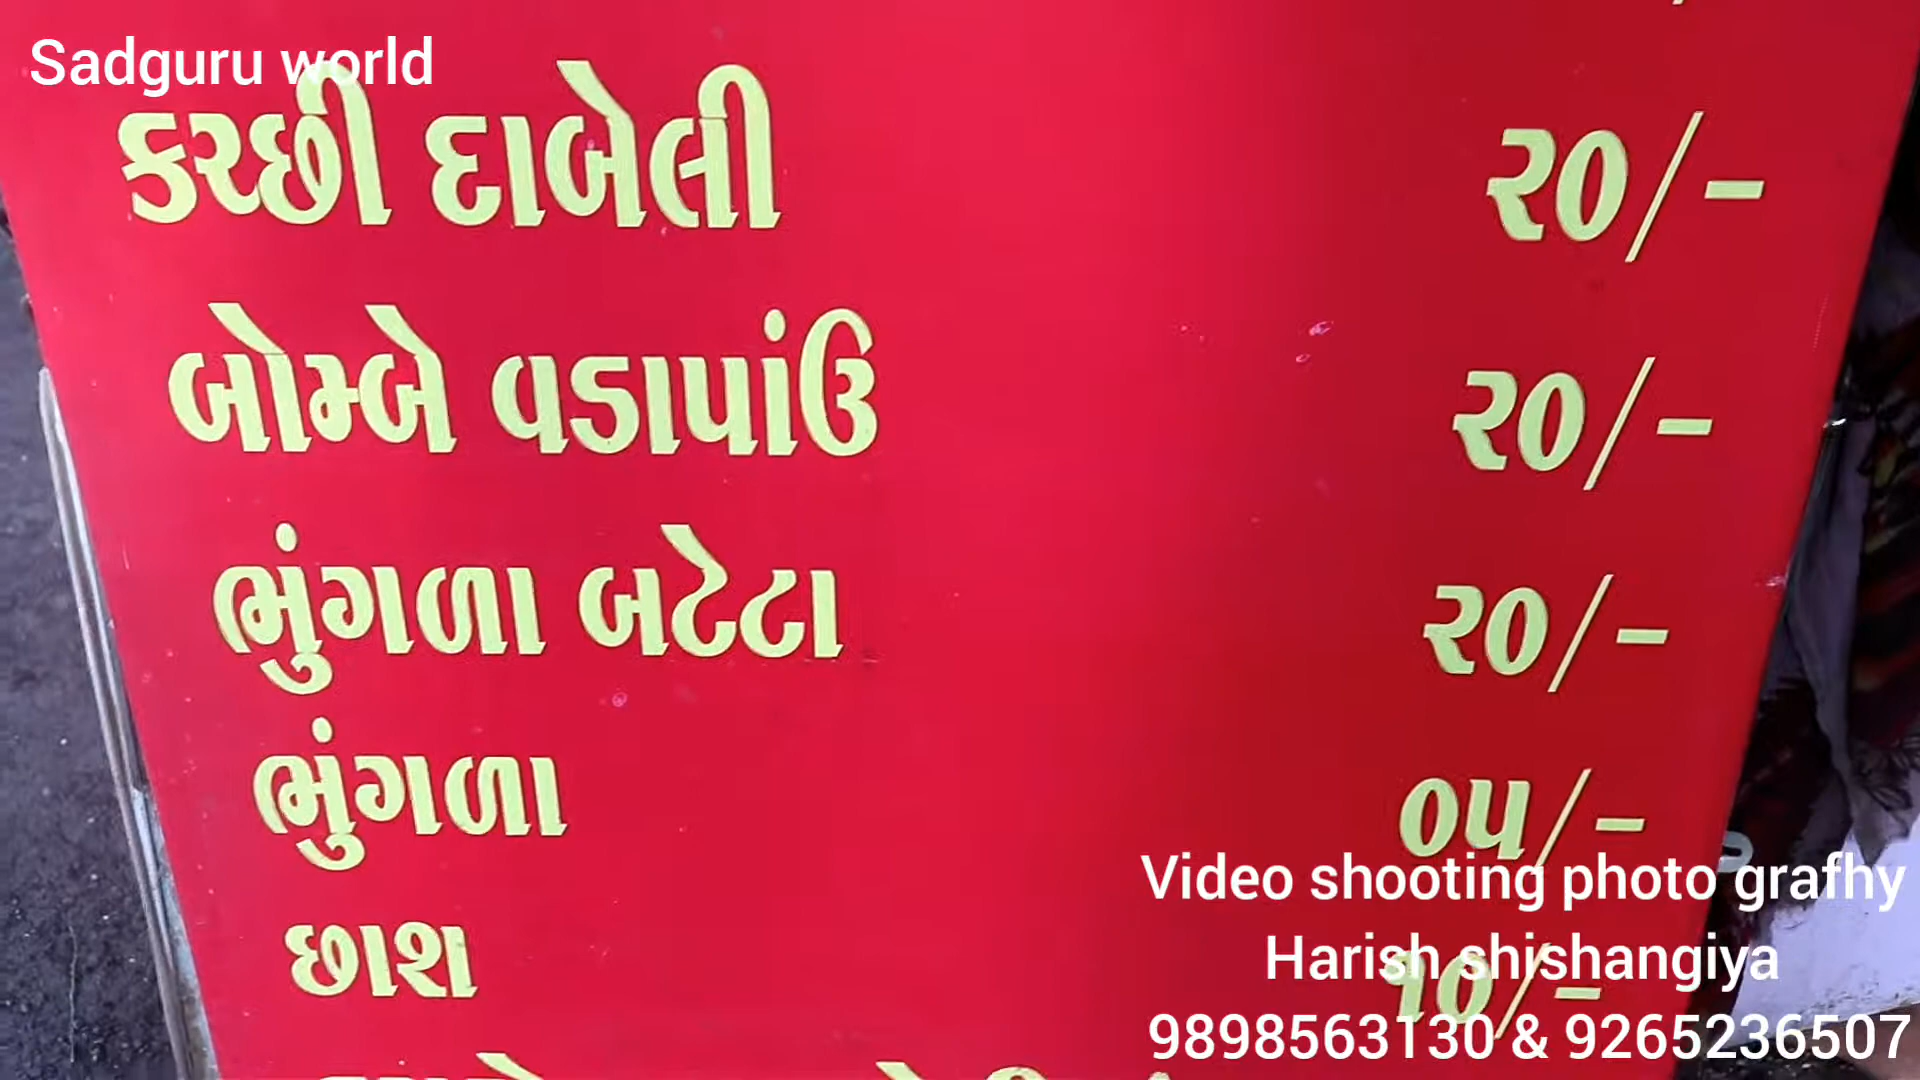 Sadguru world
કચ્છી દાબેલી ૨૦/-
બોમ્બે વડાપાંઉ ૨૦/-
ભુંગળા બટેટા ૨૦/-
ભુંગળા ૦૫/-
છાશ ૧૦/-
Video shooting photo grafhy
Harish shishangiya
9898563130 & 9265236507